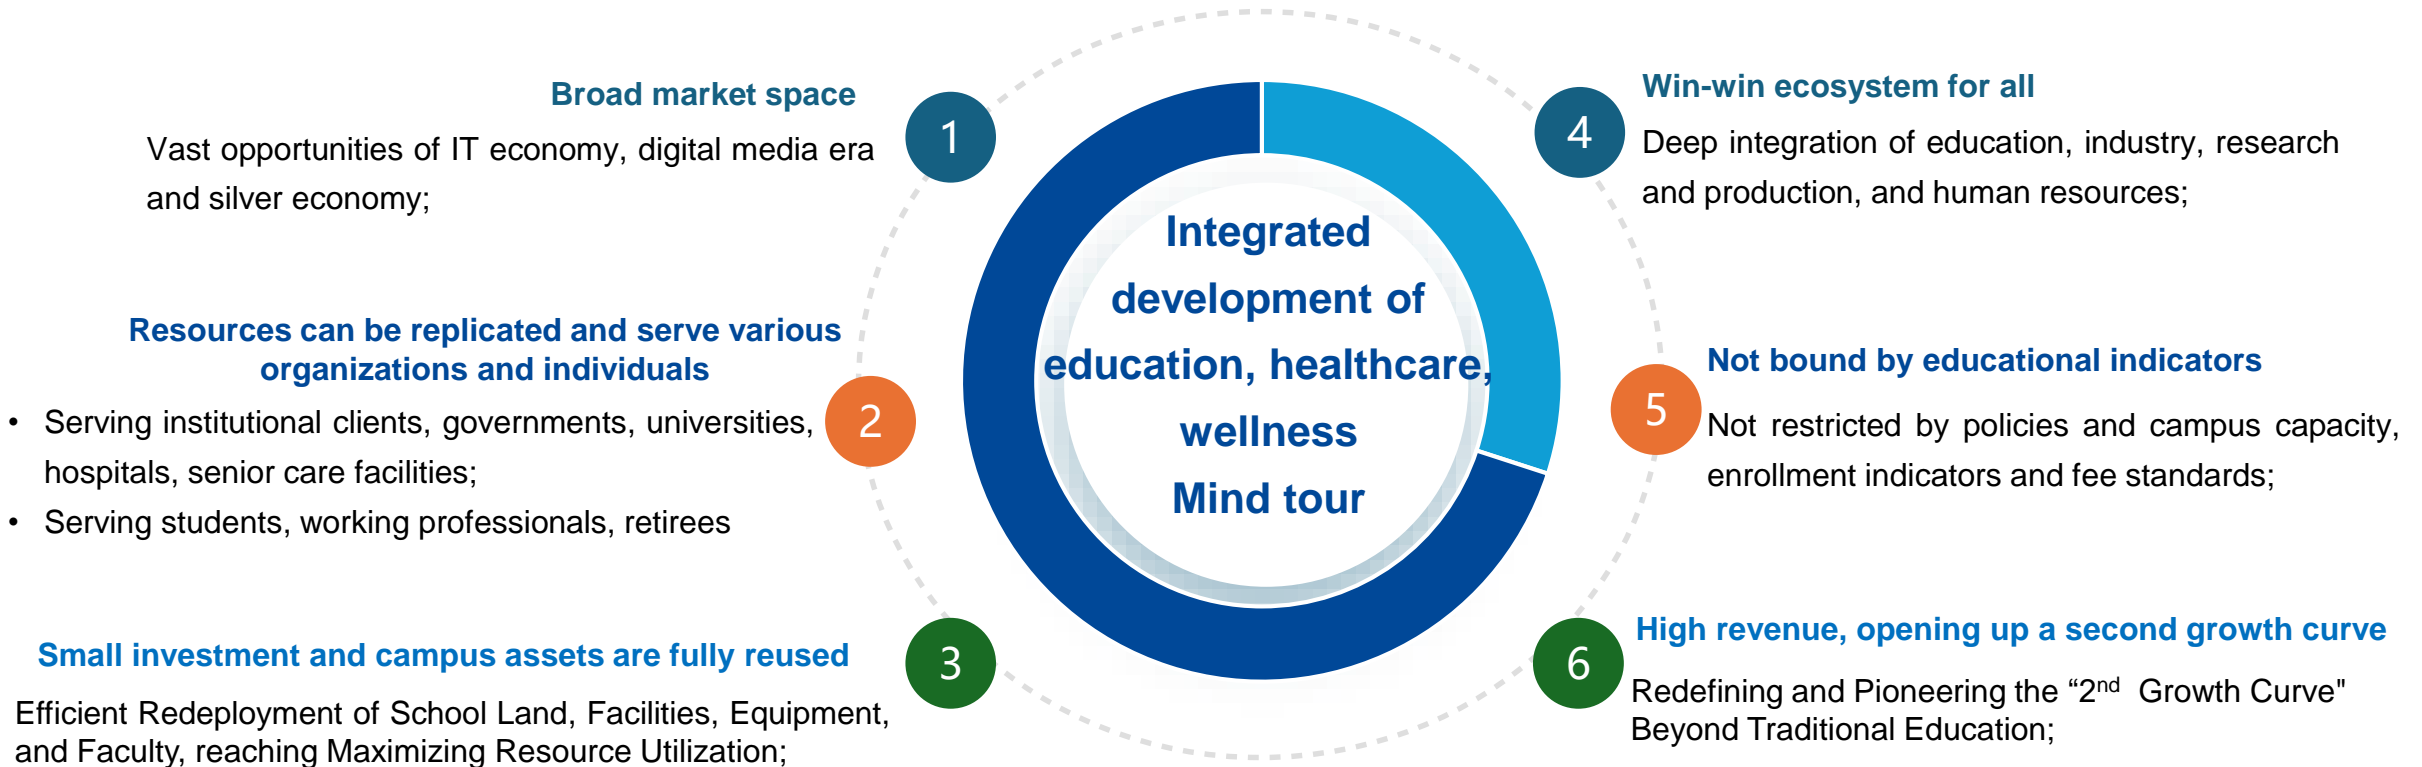 Broad market space
1
Vast opportunities of IT economy, digital media era
and silver economy;
Resources can be replicated and serve various
organizations and individuals
2
• Serving institutional clients, governments, universities,
hospitals, senior care facilities;
• Serving students, working professionals, retirees
Small investment and campus assets are fully reused
3
Efficient Redeployment of School Land, Facilities, Equipment,
and Faculty, reaching Maximizing Resource Utilization;
Integrated
development of
education, healthcare,
wellness
Mind tour
4
Win-win ecosystem for all
Deep integration of education, industry, research
and production, and human resources;
5
Not bound by educational indicators
Not restricted by policies and campus capacity,
enrollment indicators and fee standards;
6
High revenue, opening up a second growth curve
Redefining and Pioneering the “2nd Growth Curve"
Beyond Traditional Education;